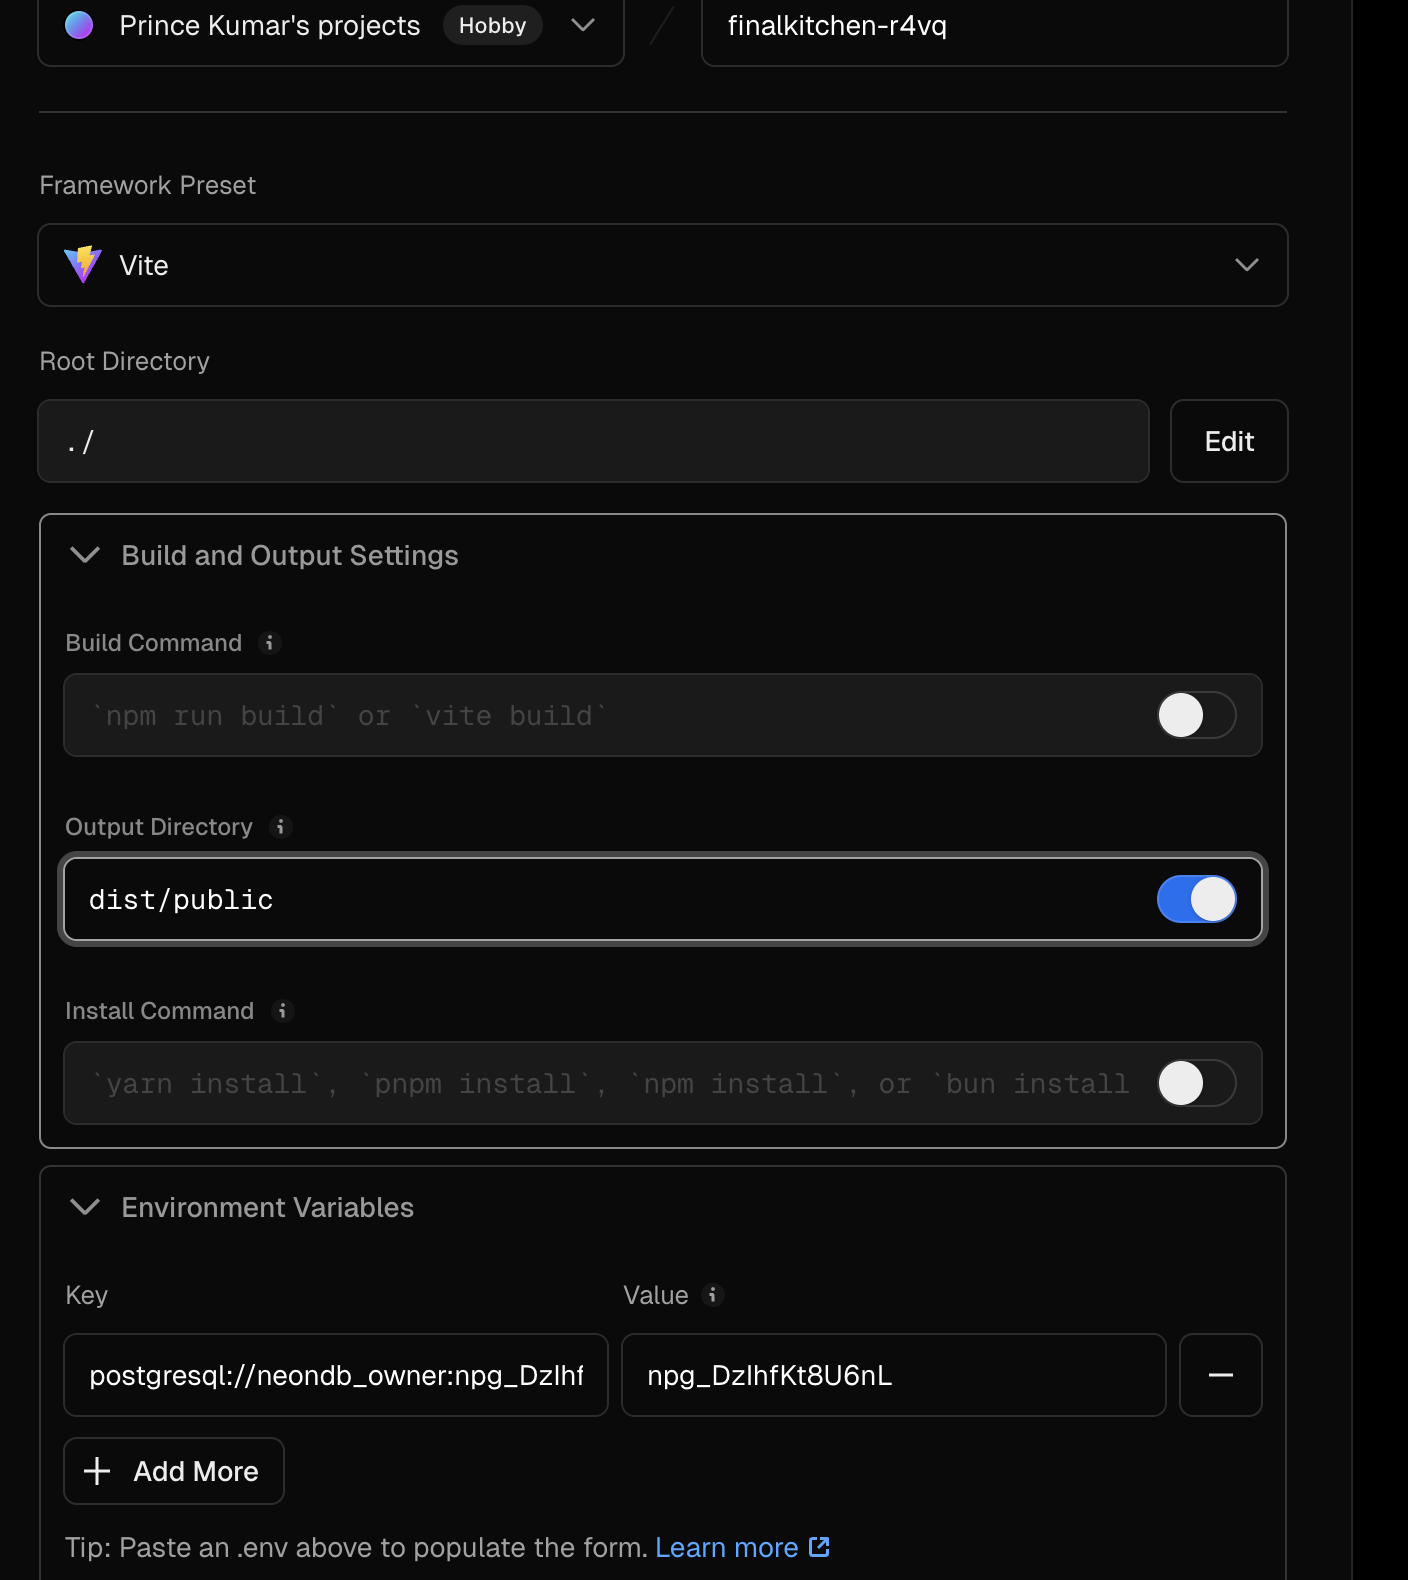 Prince Kumar's projects Hobby finalkitchen-r4vq
Framework Preset
Vite
Root Directory
./ Edit
Build and Output Settings
Build Command
`npm run build` or `vite build`
Output Directory
dist/public
Install Command
`yarn install`, `pnpm install`, `npm install`, or `bun install
Environment Variables
Key Value
postgresql://neondb_owner:npg_DzIhf npg_DzIhfKt8U6nL
Add More
Tip: Paste an .env above to populate the form. Learn more